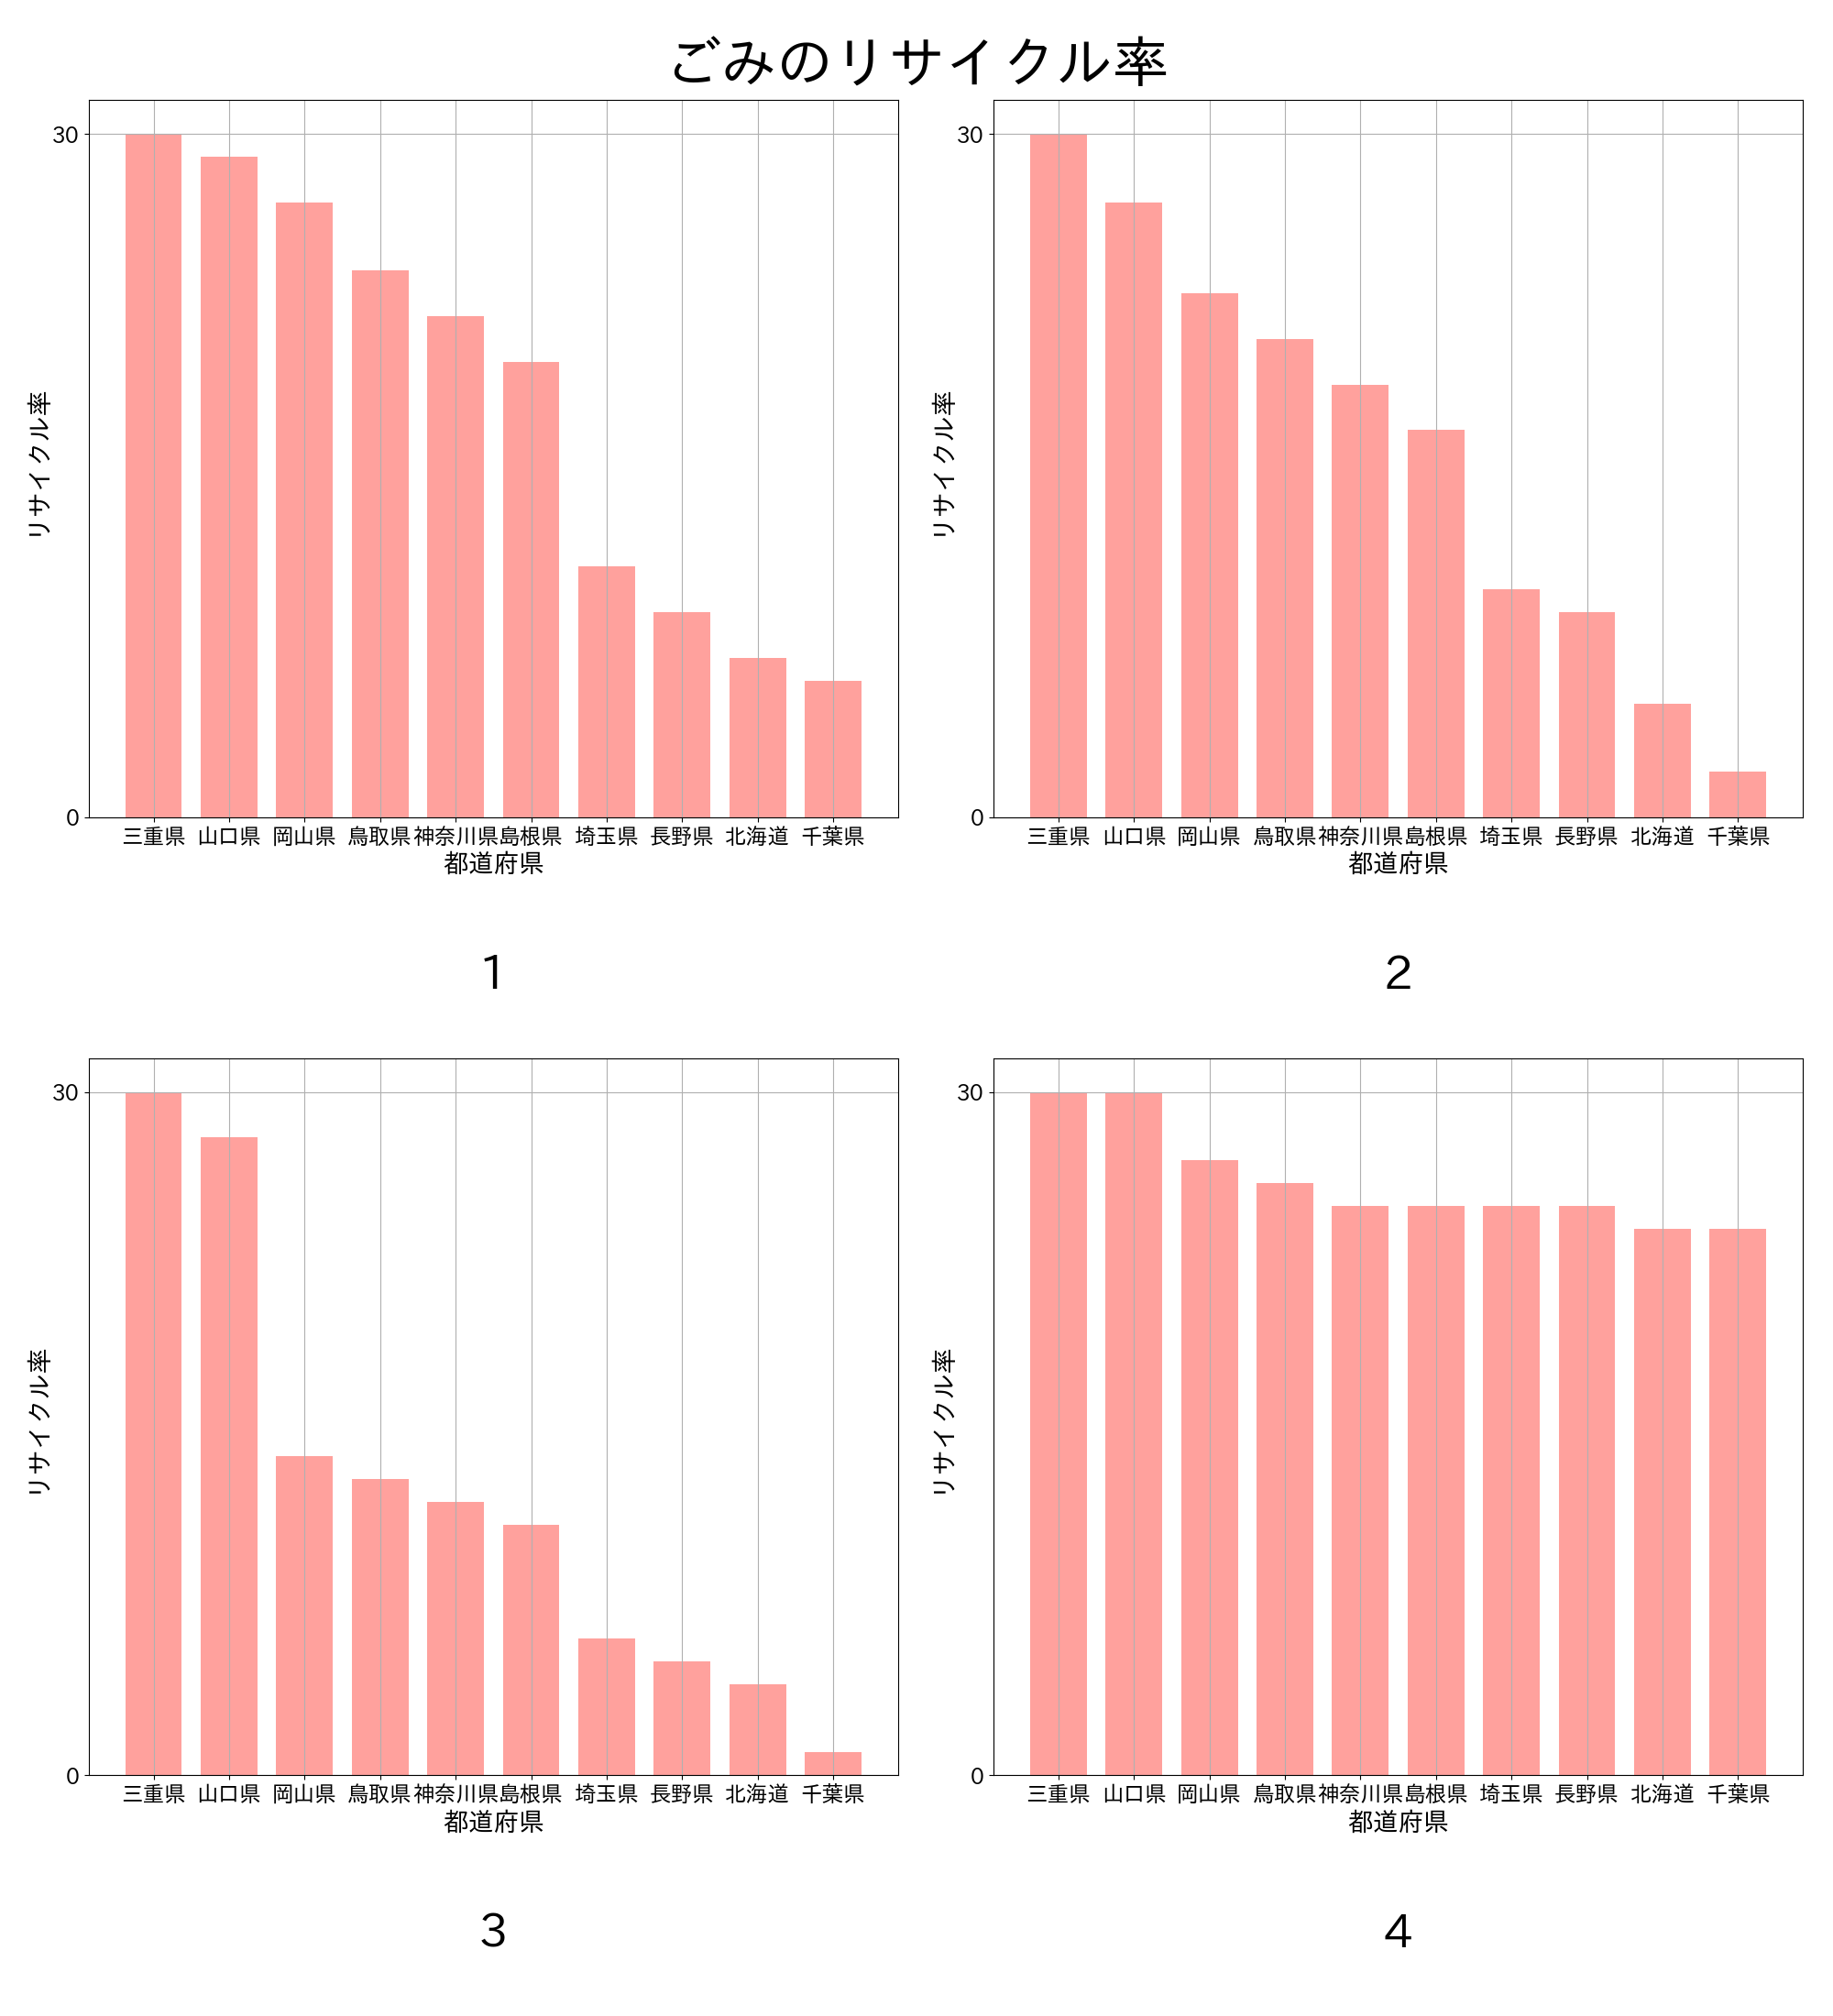 ごみのリサイクル率
30
0
リサイクル率
三重県 山口県 岡山県 鳥取県 神奈川県 島根県 埼玉県 長野県 北海道 千葉県
都道府県
1
30
0
リサイクル率
三重県 山口県 岡山県 鳥取県 神奈川県 島根県 埼玉県 長野県 北海道 千葉県
都道府県
2
30
0
リサイクル率
三重県 山口県 岡山県 鳥取県 神奈川県 島根県 埼玉県 長野県 北海道 千葉県
都道府県
3
30
0
リサイクル率
三重県 山口県 岡山県 鳥取県 神奈川県 島根県 埼玉県 長野県 北海道 千葉県
都道府県
4